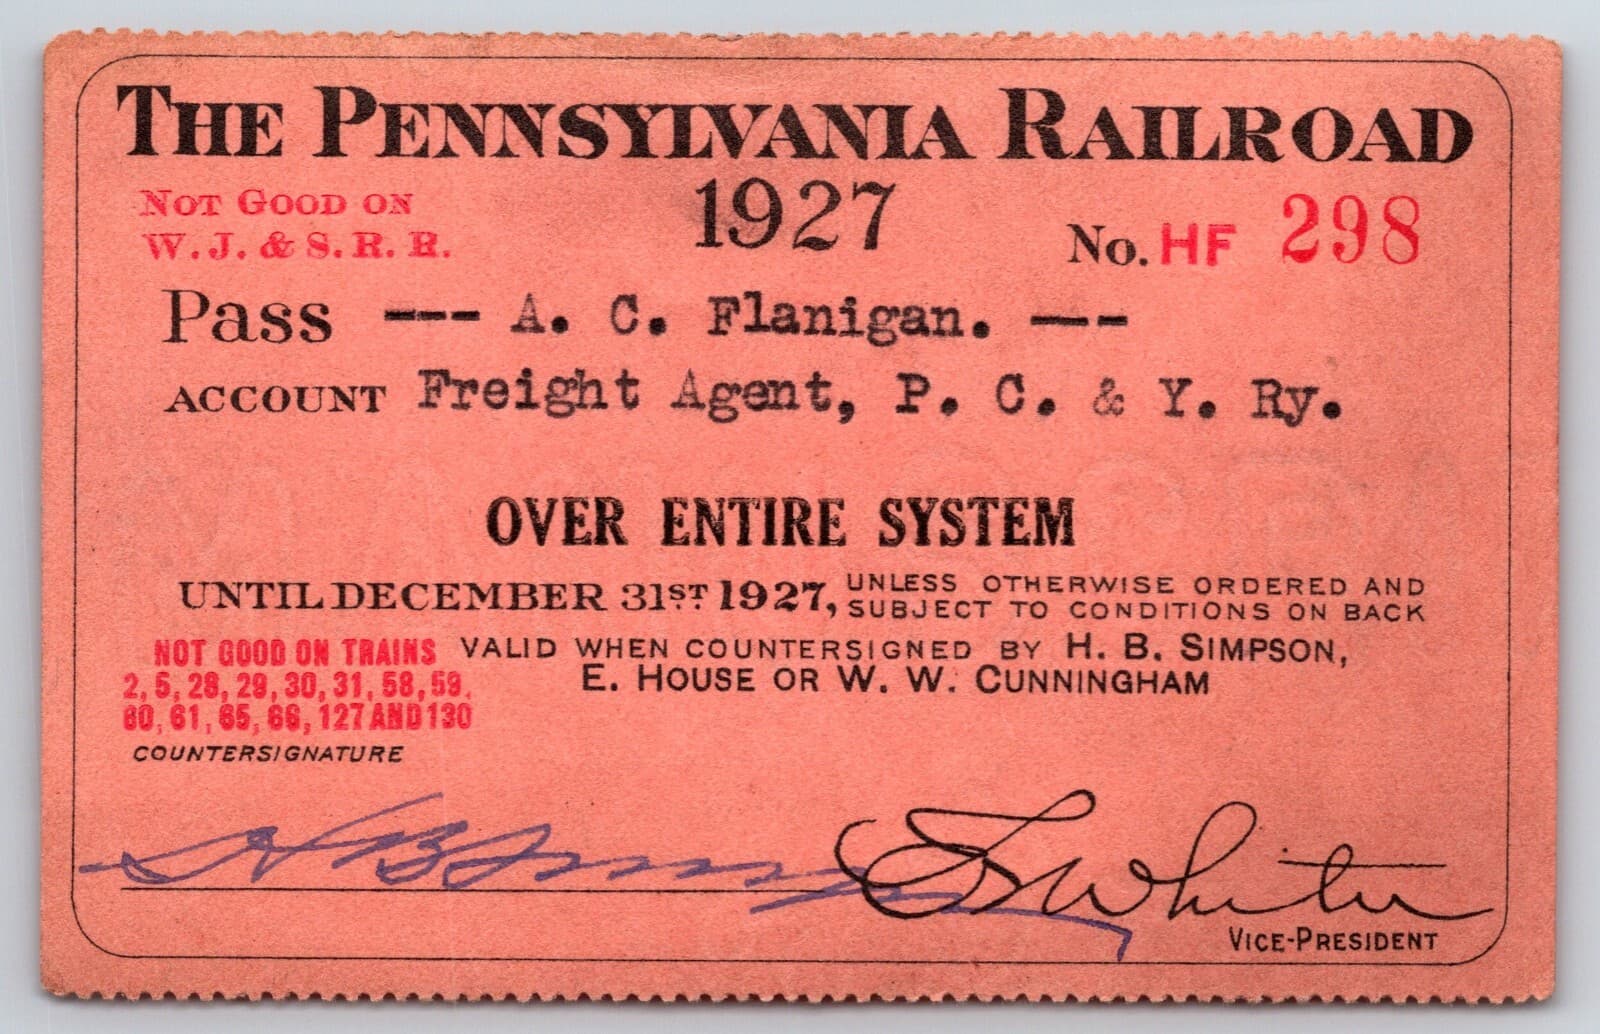 THE PENNSYLVANIA RAILROAD
NOT GOOD ON
W. J. & S. R. R.
1927
No. HF 298
Pass --- A. C. Flanigan. ---
ACCOUNT Freight Agent, P. C. & Y. Ry.
OVER ENTIRE SYSTEM
UNTIL DECEMBER 31ST 1927, UNLESS OTHERWISE ORDERED AND
SUBJECT TO CONDITIONS ON BACK
NOT GOOD ON TRAINS
2, 5, 28, 29, 30, 31, 58, 59,
60, 61, 65, 66, 127 AND 130
VALID WHEN COUNTERSIGNED BY H. B. SIMPSON,
E. HOUSE OR W. W. CUNNINGHAM
COUNTERSIGNATURE
H B Simpson
VICE-PRESIDENT